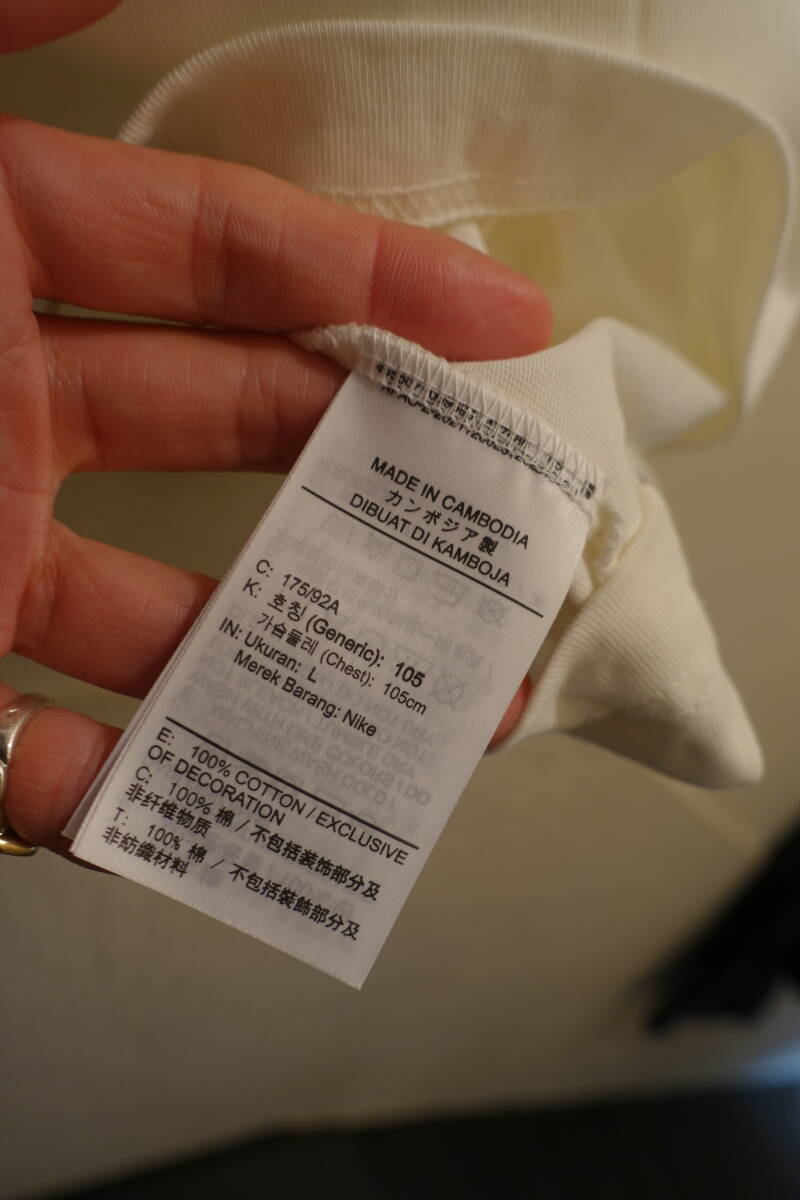 MADE IN CAMBODIA
カンボジア製
DIBUAT DI KAMBOJA
C: 175/92A
K: 호칭 (Generic): 105
가슴둘레 (Chest): 105cm
IN: Ukuran: L
Merek Barang: Nike
E: 100% COTTON / EXCLUSIVE
OF DECORATION
C: 100% 棉 / 不包括装饰部分及
非纤维物质
T: 100% 棉 / 不包括裝飾部分及
非紡織材料